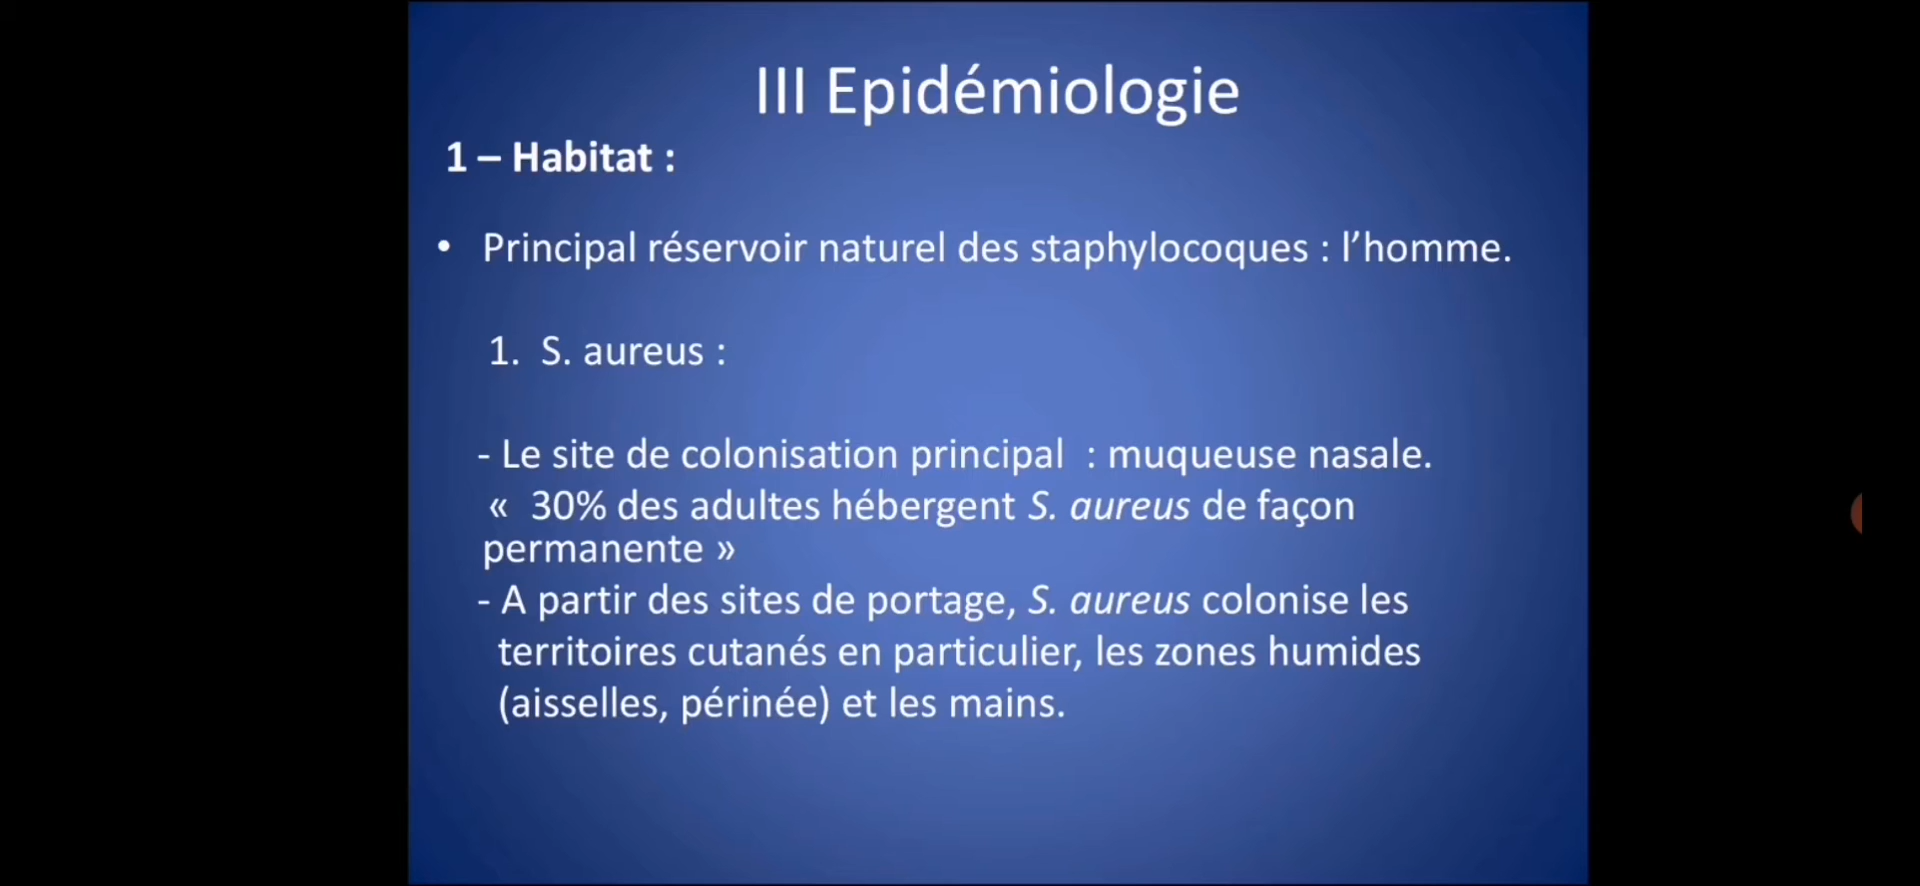 III Epidémiologie
1 – Habitat :
• Principal réservoir naturel des staphylocoques : l’homme.
1. S. aureus :
- Le site de colonisation principal : muqueuse nasale.
« 30% des adultes hébergent S. aureus de façon
permanente »
- A partir des sites de portage, S. aureus colonise les
territoires cutanés en particulier, les zones humides
(aisselles, périnée) et les mains.